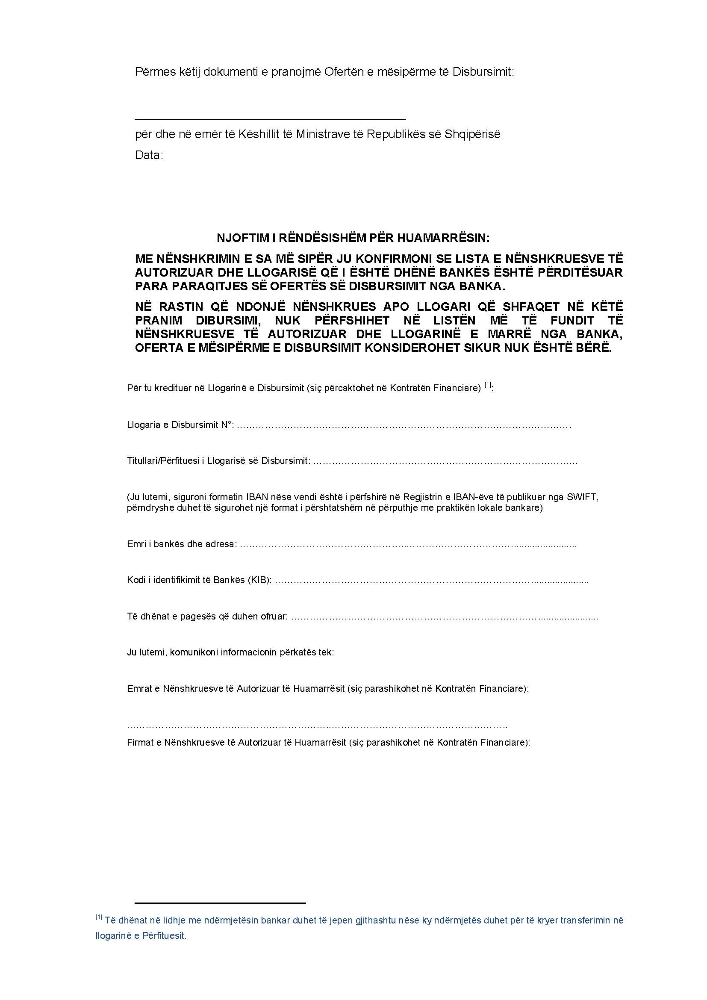 Përmes këtij dokumenti e pranojmë Ofertën e mësipërme të Disbursimit:
për dhe në emër të Këshillit të Ministrave të Republikës së Shqipërisë
Data:
NJOFTIM I RËNDËSISHËM PËR HUAMARRËSIN:
ME NËNSHKRIMIN E SA MË SIPËR JU KONFIRMONI SE LISTA E NËNSHKRUESVE TË
AUTORIZUAR DHE LLOGARISË QË I ËSHTË DHËNË BANKËS ËSHTË PËRDITËSUAR
PARA PARAQITJES SË OFERTËS SË DISBURSIMIT NGA BANKA.
NË RASTIN QË NDONJË NËNSHKRUES APO LLOGARI QË SHFAQET NË KËTË
PRANIM DIBURSIMI, NUK PËRFSHIHET NË LISTËN MË TË FUNDIT TË
NËNSHKRUESVE TË AUTORIZUAR DHE LLOGARINË E MARRË NGA BANKA,
OFERTA E MËSIPËRME E DISBURSIMIT KONSIDEROHET SIKUR NUK ËSHTË BËRË.
Për tu kredituar në Llogarinë e Disbursimit (siç përcaktohet në Kontratën Financiare) [1]:
Llogaria e Disbursimit N°: ……………………………………………………………………………………………….
Titullari/Përfituesi i Llogarisë së Disbursimit: ……………………………………………………………………………
(Ju lutemi, siguroni formatin IBAN nëse vendi është i përfshirë në Regjistrin e IBAN-ëve të publikuar nga SWIFT,
përndryshe duhet të sigurohet një format i përshtatshëm në përputhje me praktikën lokale bankare)
Emri i bankës dhe adresa: ……………………………………………..……………………………........................
Kodi i identifikimit të Bankës (KIB): …………………………………………………………………………....................
Të dhënat e pagesës që duhen ofruar: ………………………………………………………………………......................
Ju lutemi, komunikoni informacionin përkatës tek:
Emrat e Nënshkruesve të Autorizuar të Huamarrësit (siç parashikohet në Kontratën Financiare):
…………………………………………………………..………………………………………………..
Firmat e Nënshkruesve të Autorizuar të Huamarrësit (siç parashikohet në Kontratën Financiare):
[1] Të dhënat në lidhje me ndërmjetësin bankar duhet të jepen gjithashtu nëse ky ndërmjetës duhet për të kryer transferimin në
llogarinë e Përfituesit.